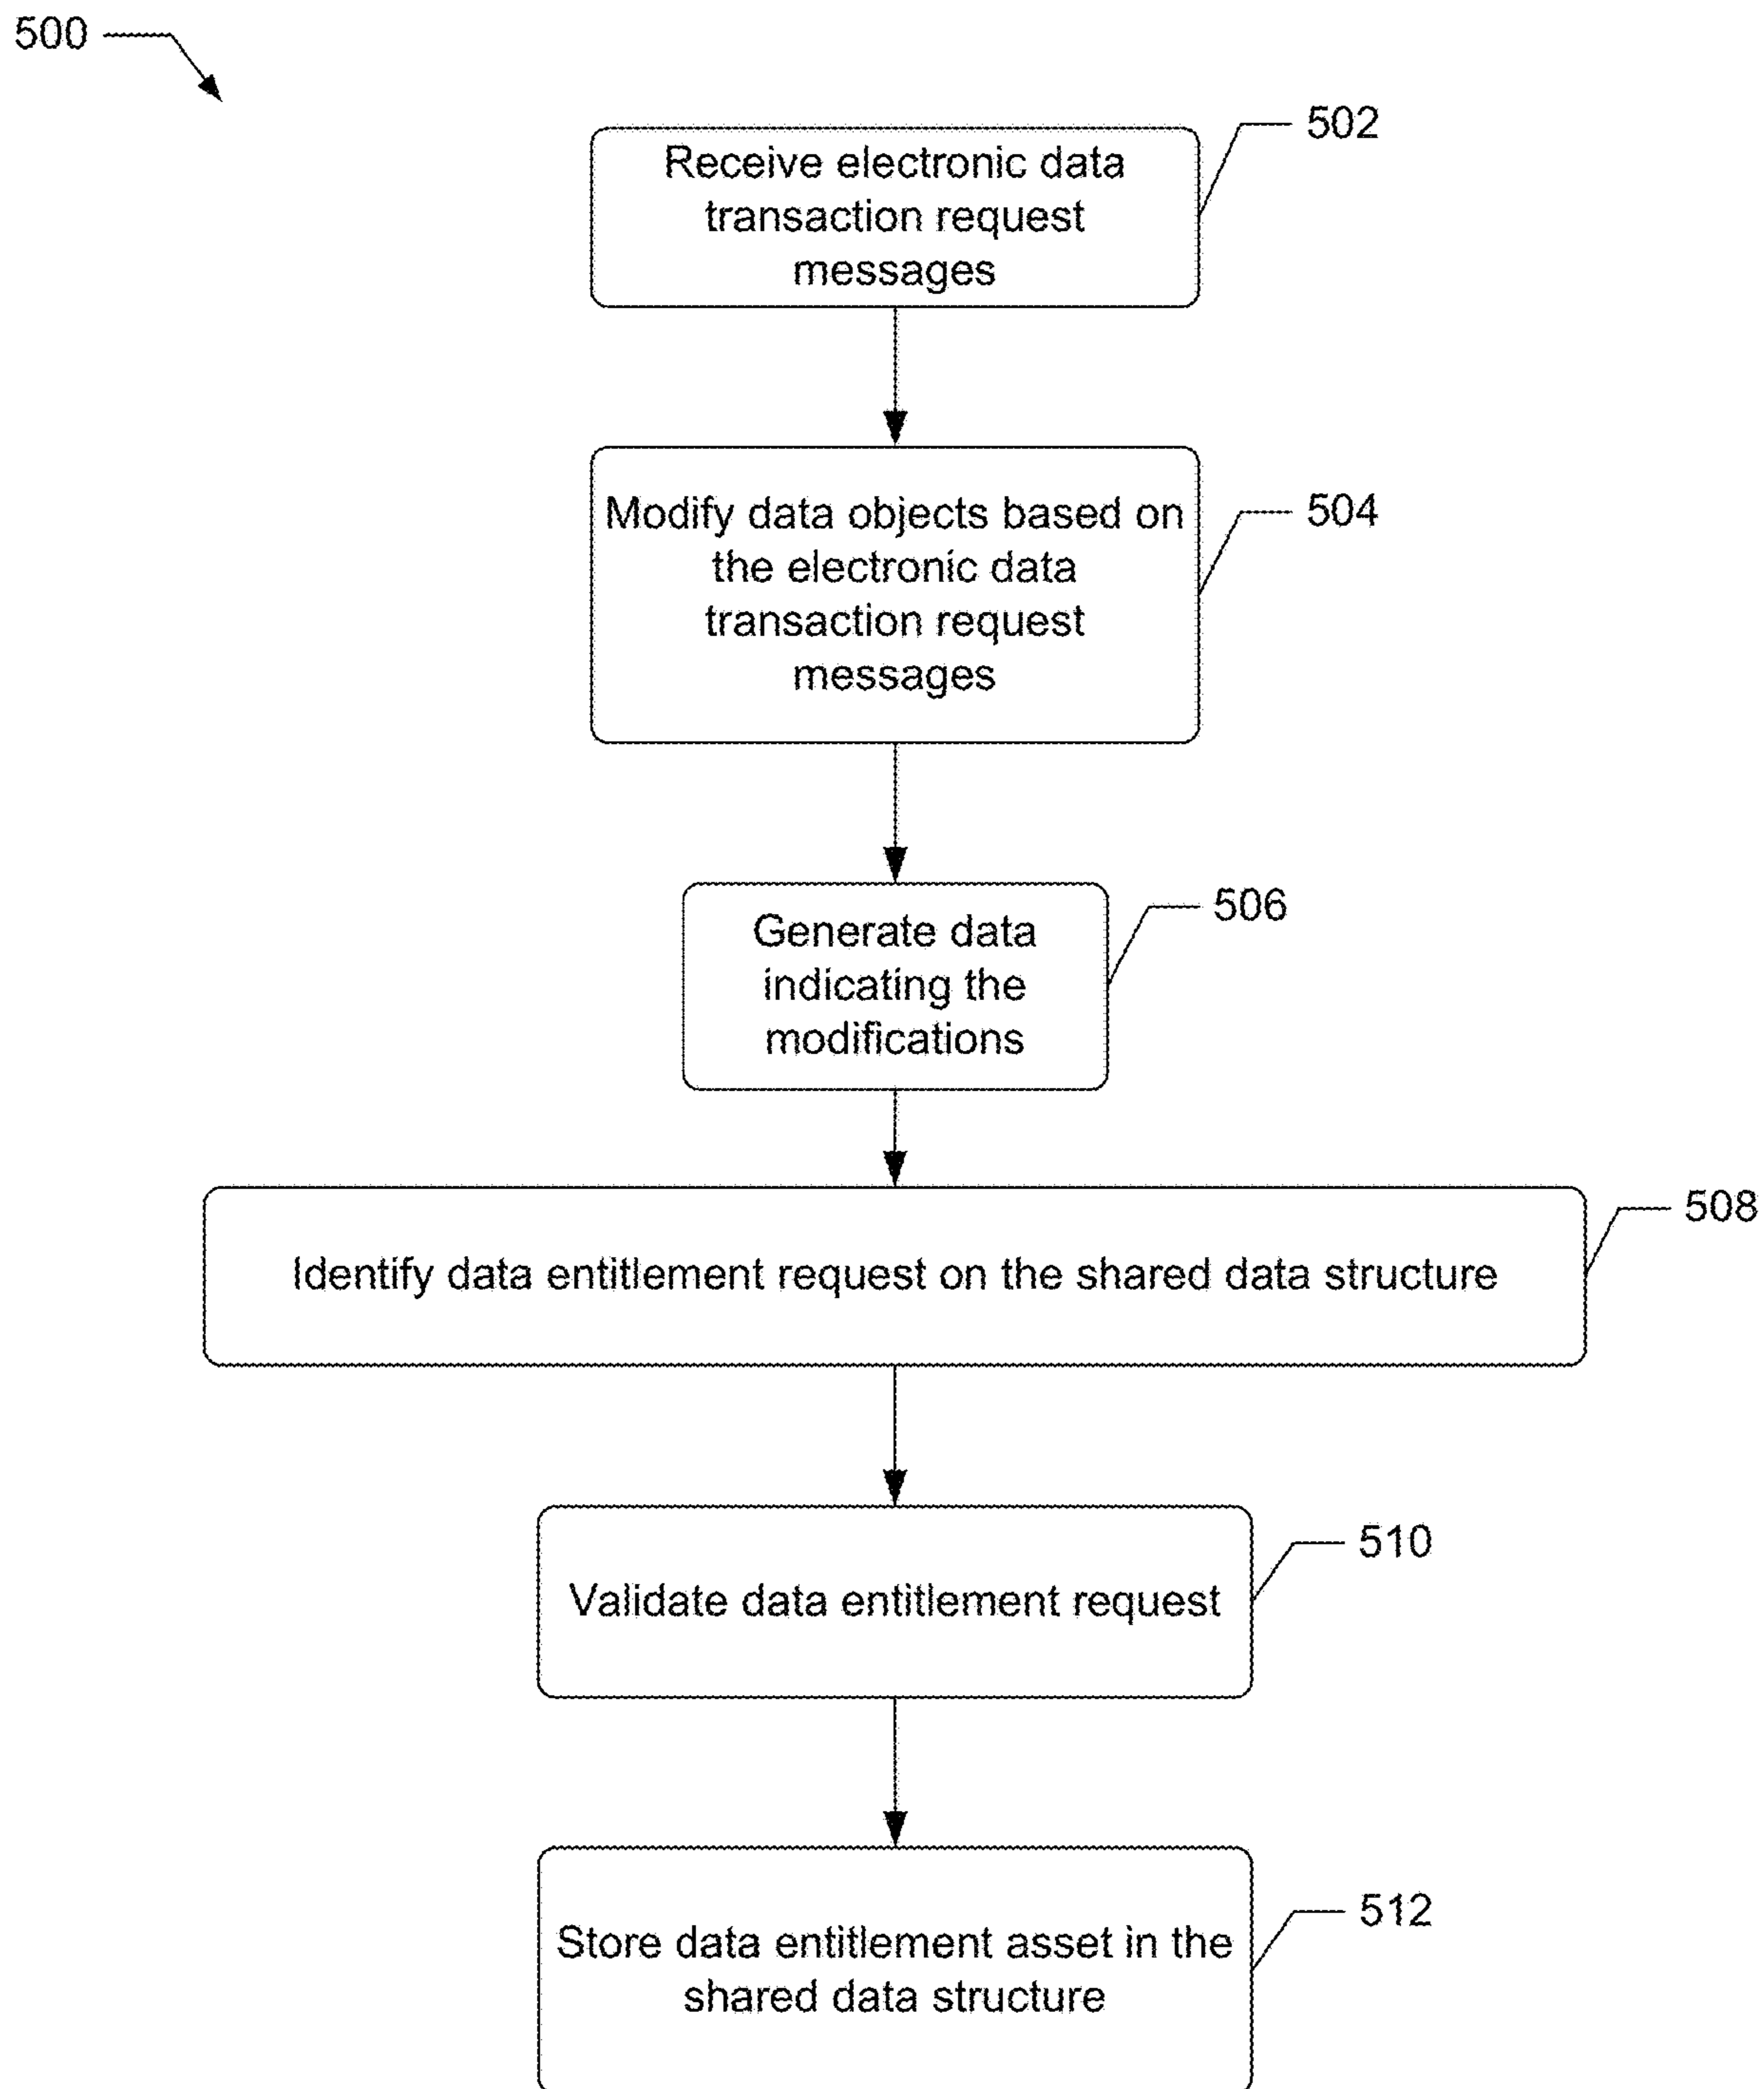 500
502
Receive electronic data
transaction request
messages
504
Modify data objects based on
the electronic data
transaction request
messages
506
Generate data
indicating the
modifications
508
Identify data entitlement request on the shared data structure
510
Validate data entitlement request
512
Store data entitlement asset in the
shared data structure